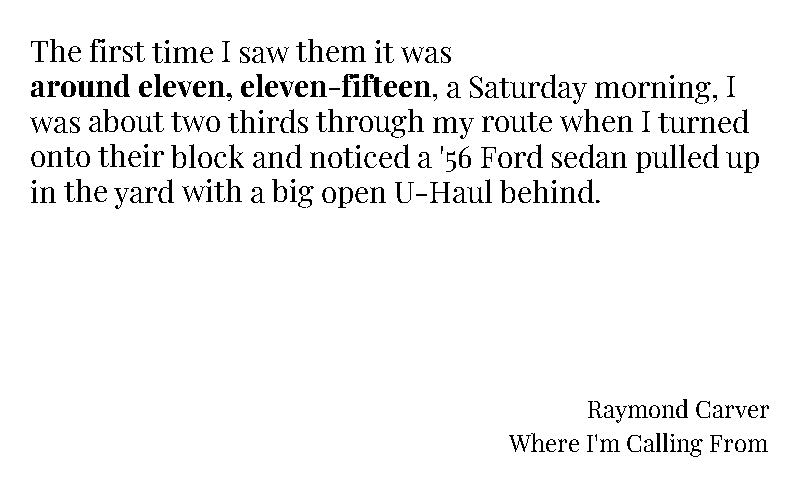 The first time I saw them it was
around eleven, eleven-fifteen, a Saturday morning, I
was about two thirds through my route when I turned
onto their block and noticed a '56 Ford sedan pulled up
in the yard with a big open U-Haul behind.
Raymond Carver
Where I'm Calling From